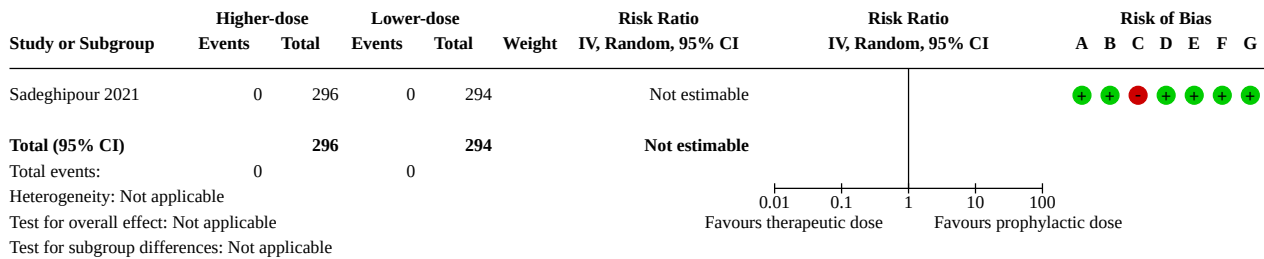 Higher-dose Lower-dose Risk Ratio Risk Ratio Risk of Bias
Study or Subgroup Events Total Events Total Weight IV, Random, 95% CI IV, Random, 95% CI A B C D E F G
Sadeghipour 2021 0 296 0 294 Not estimable + + - + + + +
Total (95% CI) 296 294 Not estimable
Total events: 0 0
Heterogeneity: Not applicable
0.01 0.1 1 10 100
Test for overall effect: Not applicable Favours therapeutic dose Favours prophylactic dose
Test for subgroup differences: Not applicable